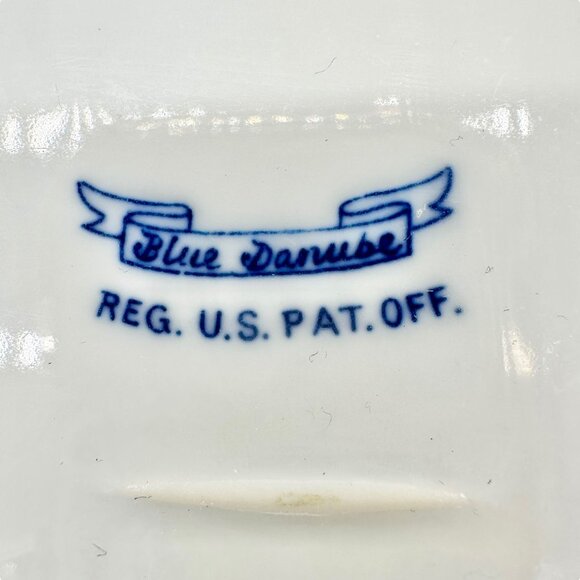 Blue Danube
REG. U.S. PAT. OFF.